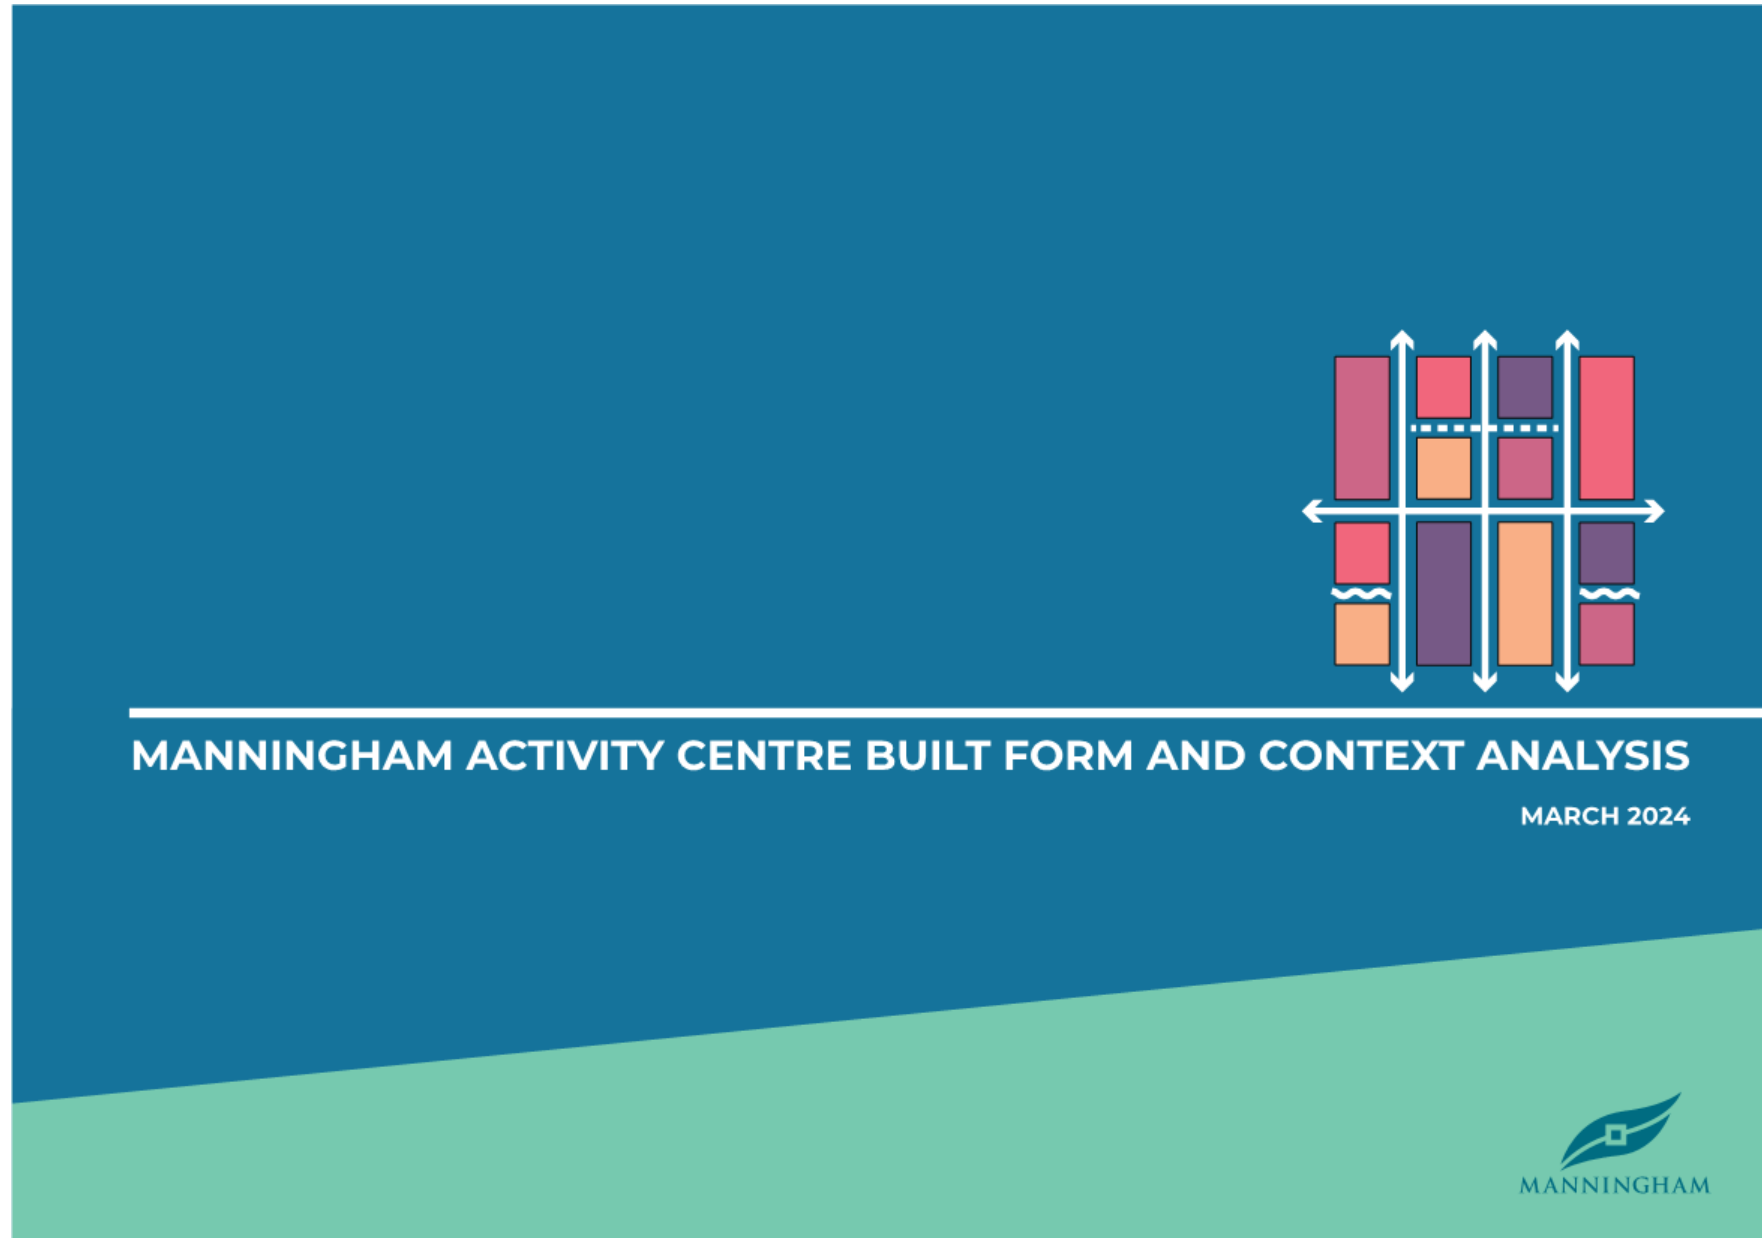 MANNINGHAM ACTIVITY CENTRE BUILT FORM AND CONTEXT ANALYSIS
MARCH 2024
MANNINGHAM